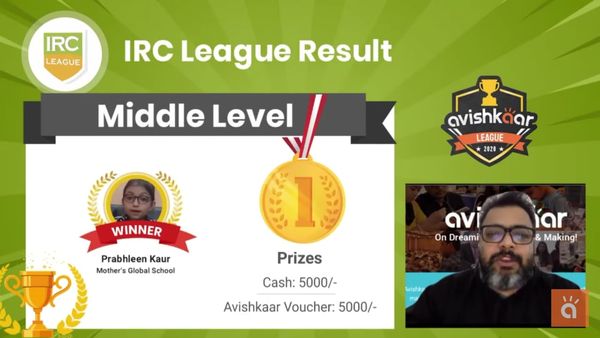 IRC
LEAGUE
IRC League Result
Middle Level
WINNER
Prabhleen Kaur
Mother's Global School
1
Prizes
Cash: 5000/-
Avishkaar Voucher: 5000/-
avishkaar
LEAGUE
2020
avishkaar
On Dreami & Making!
Avishka
a